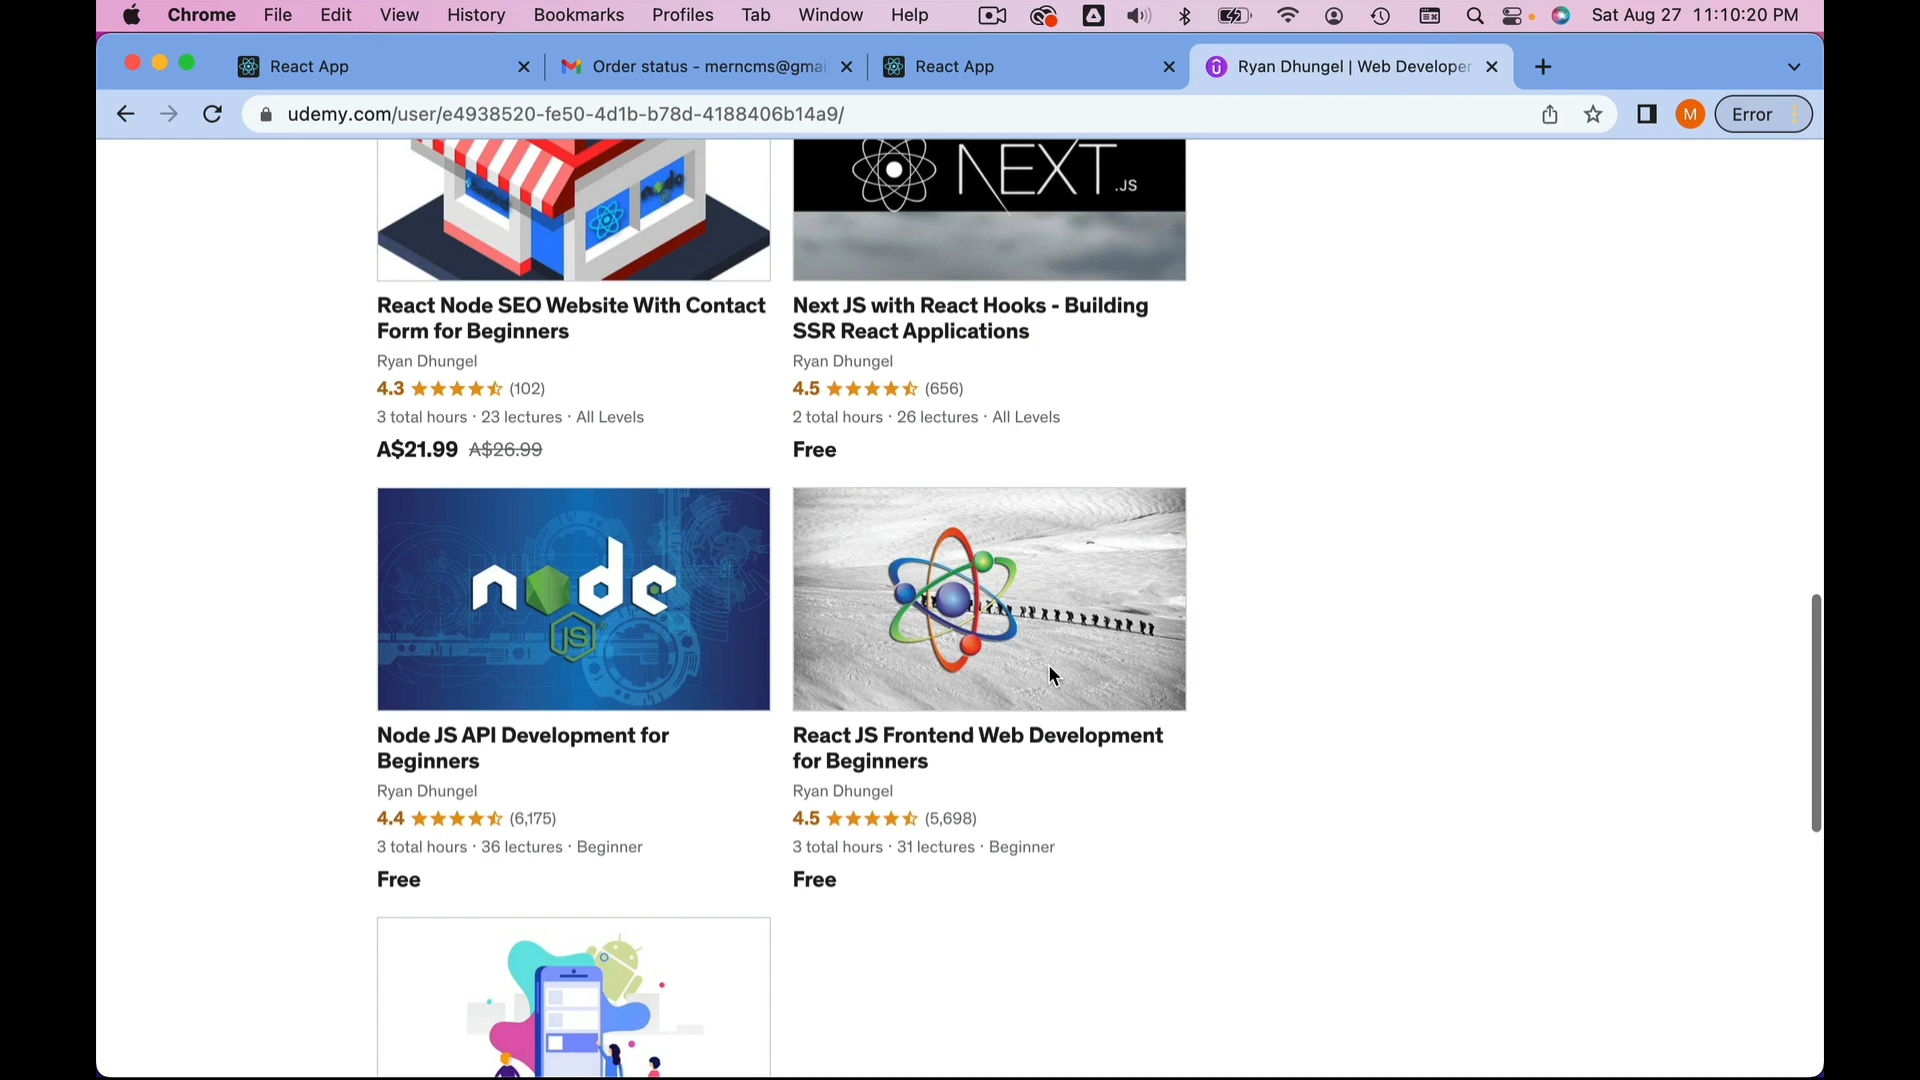 Chrome File Edit View History Bookmarks Profiles Tab Window Help Sat Aug 27 11:10:20 PM
React App Order status - merncms@gmai React App Ryan Dhungel | Web Developer
udemy.com/user/e4938520-fe50-4d1b-b78d-4188406b14a9/ M Error
NEXT.JS
React Node SEO Website With Contact
Form for Beginners
Ryan Dhungel
4.3 (102)
3 total hours · 23 lectures · All Levels
A$21.99 A$26.99
Next JS with React Hooks - Building
SSR React Applications
Ryan Dhungel
4.5 (656)
2 total hours · 26 lectures · All Levels
Free
node
JS
Node JS API Development for
Beginners
Ryan Dhungel
4.4 (6,175)
3 total hours · 36 lectures · Beginner
Free
React JS Frontend Web Development
for Beginners
Ryan Dhungel
4.5 (5,698)
3 total hours · 31 lectures · Beginner
Free